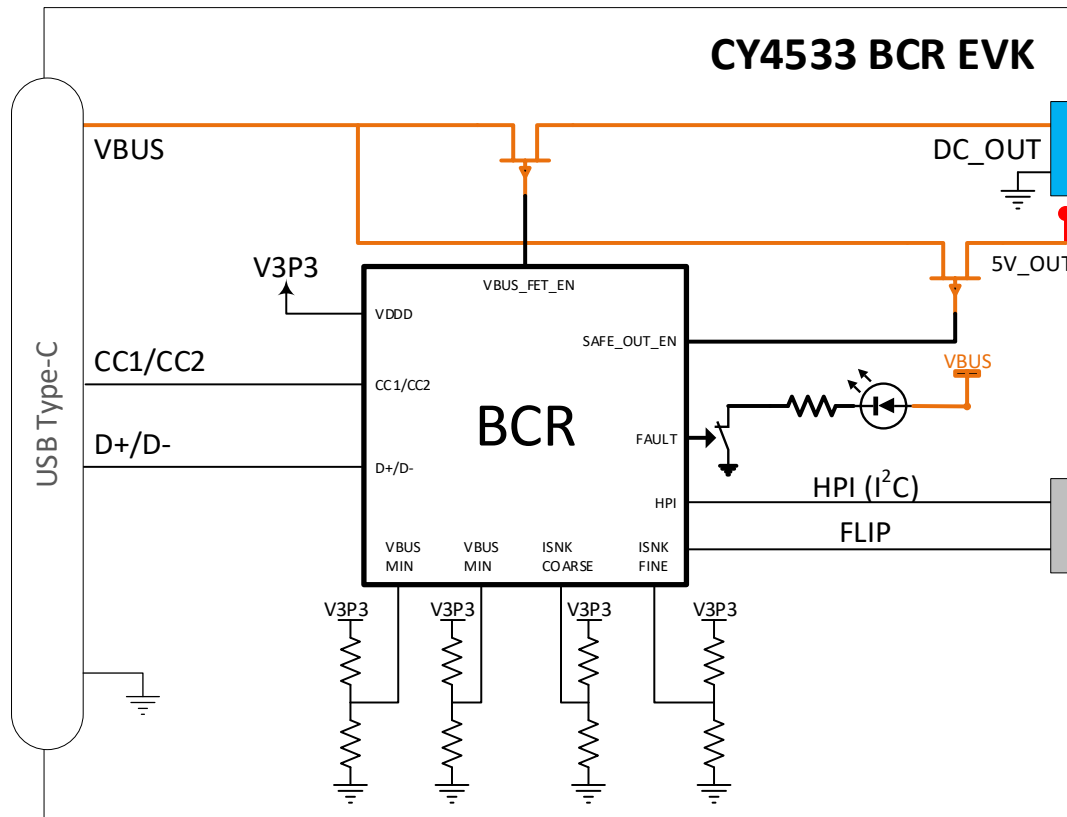 CY4533 BCR EVK
VBUS
DC_OUT
5V_OUT
V3P3
VBUS_FET_EN
VDDD
SAFE_OUT_EN
USB Type-C
CC1/CC2
CC1/CC2
BCR
VBUS
D+/D-
D+/D-
FAULT
HPI
HPI (I²C)
FLIP
VBUS
MIN
VBUS
MIN
ISNK
COARSE
ISNK
FINE
V3P3
V3P3
V3P3
V3P3